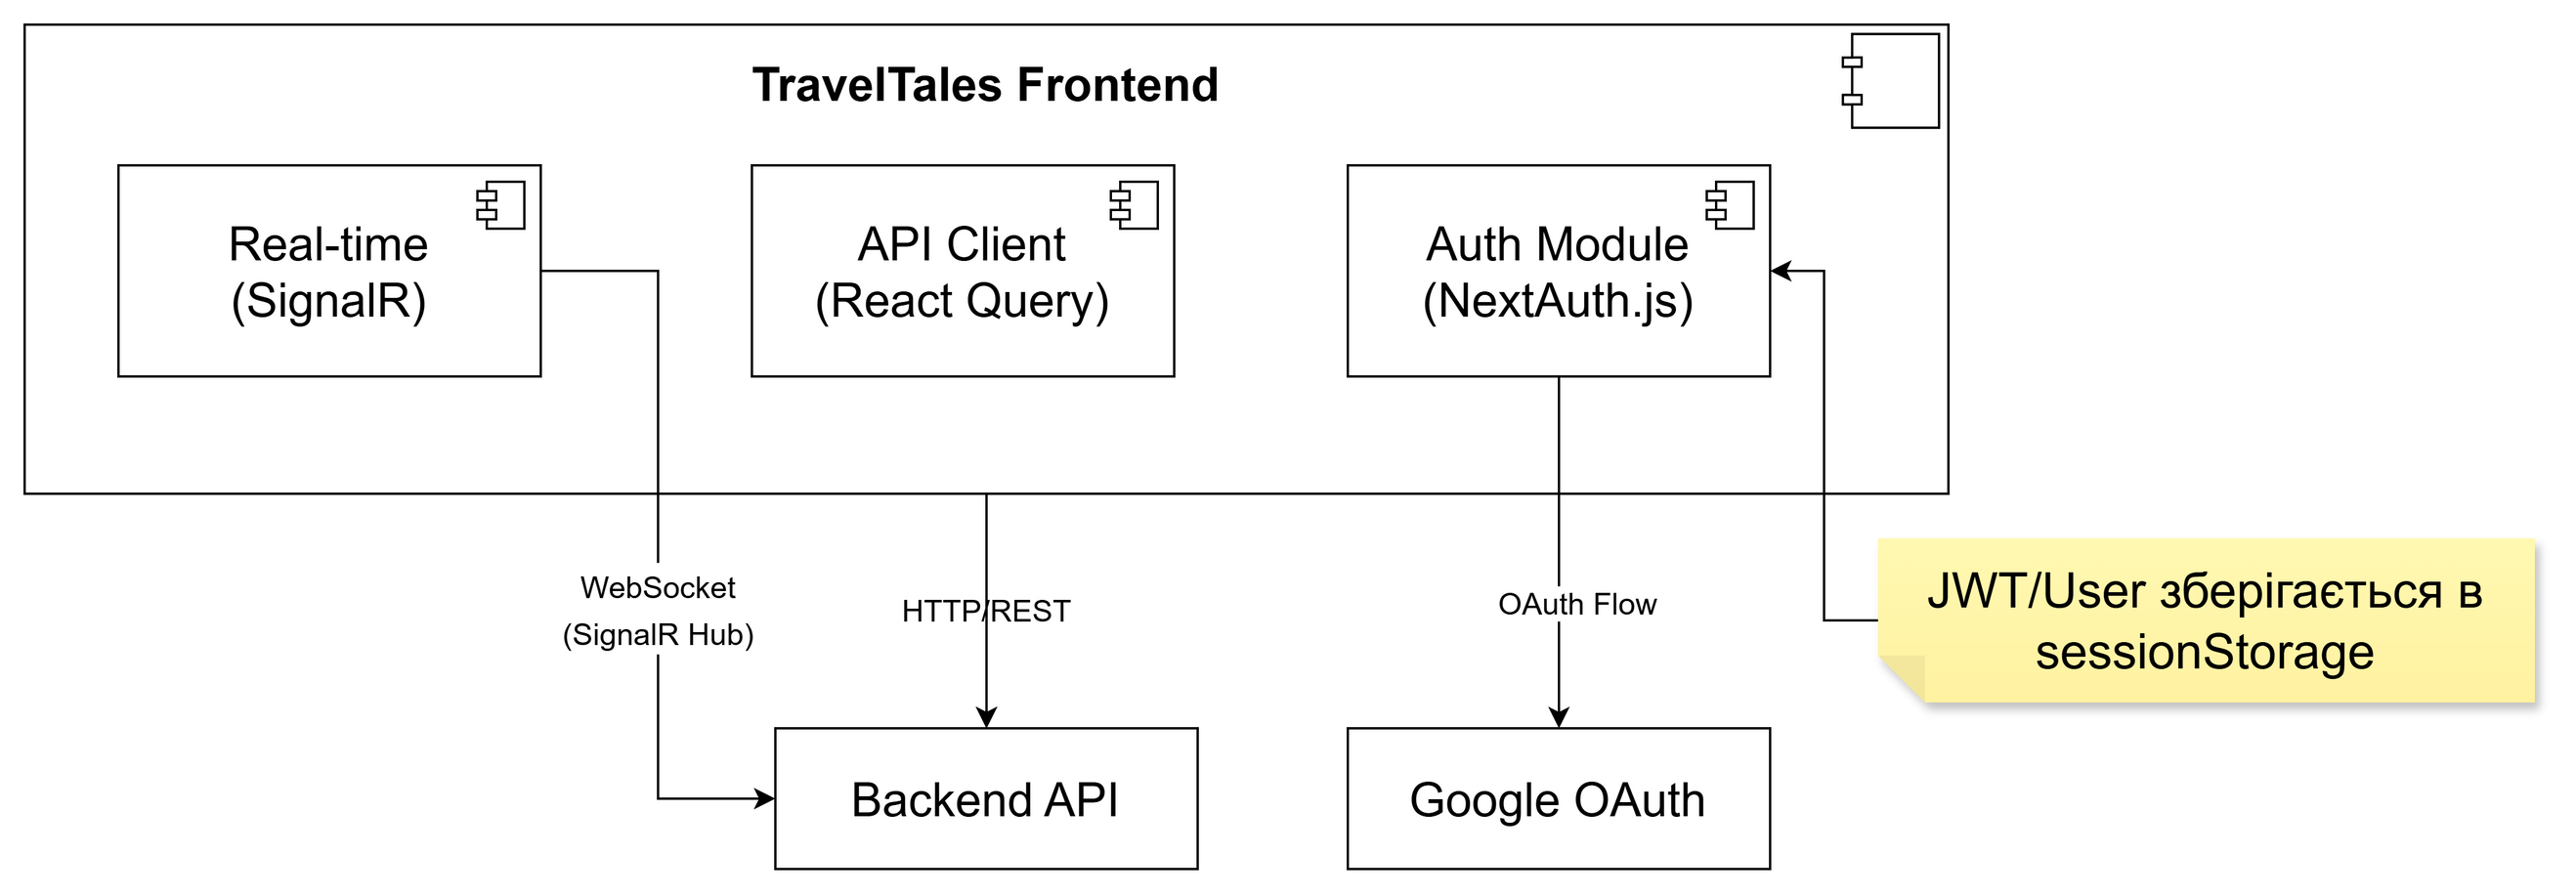 TravelTales Frontend
Real-time
(SignalR)
API Client
(React Query)
Auth Module
(NextAuth.js)
WebSocket
(SignalR Hub)
HTTP/REST
OAuth Flow
JWT/User зберігається в
sessionStorage
Backend API
Google OAuth